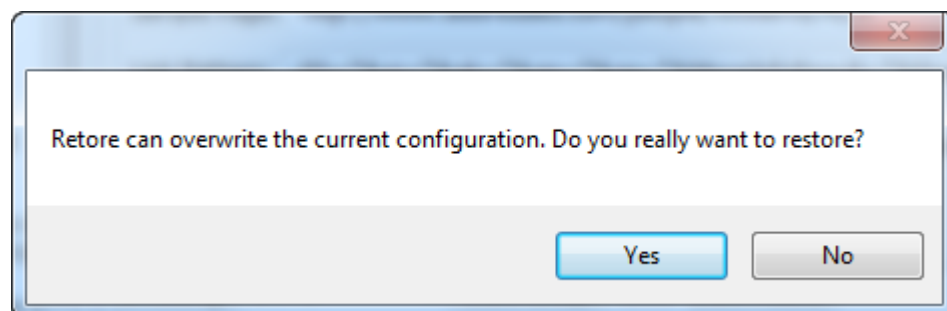 Retore can overwrite the current configuration. Do you really want to restore?
Yes
No